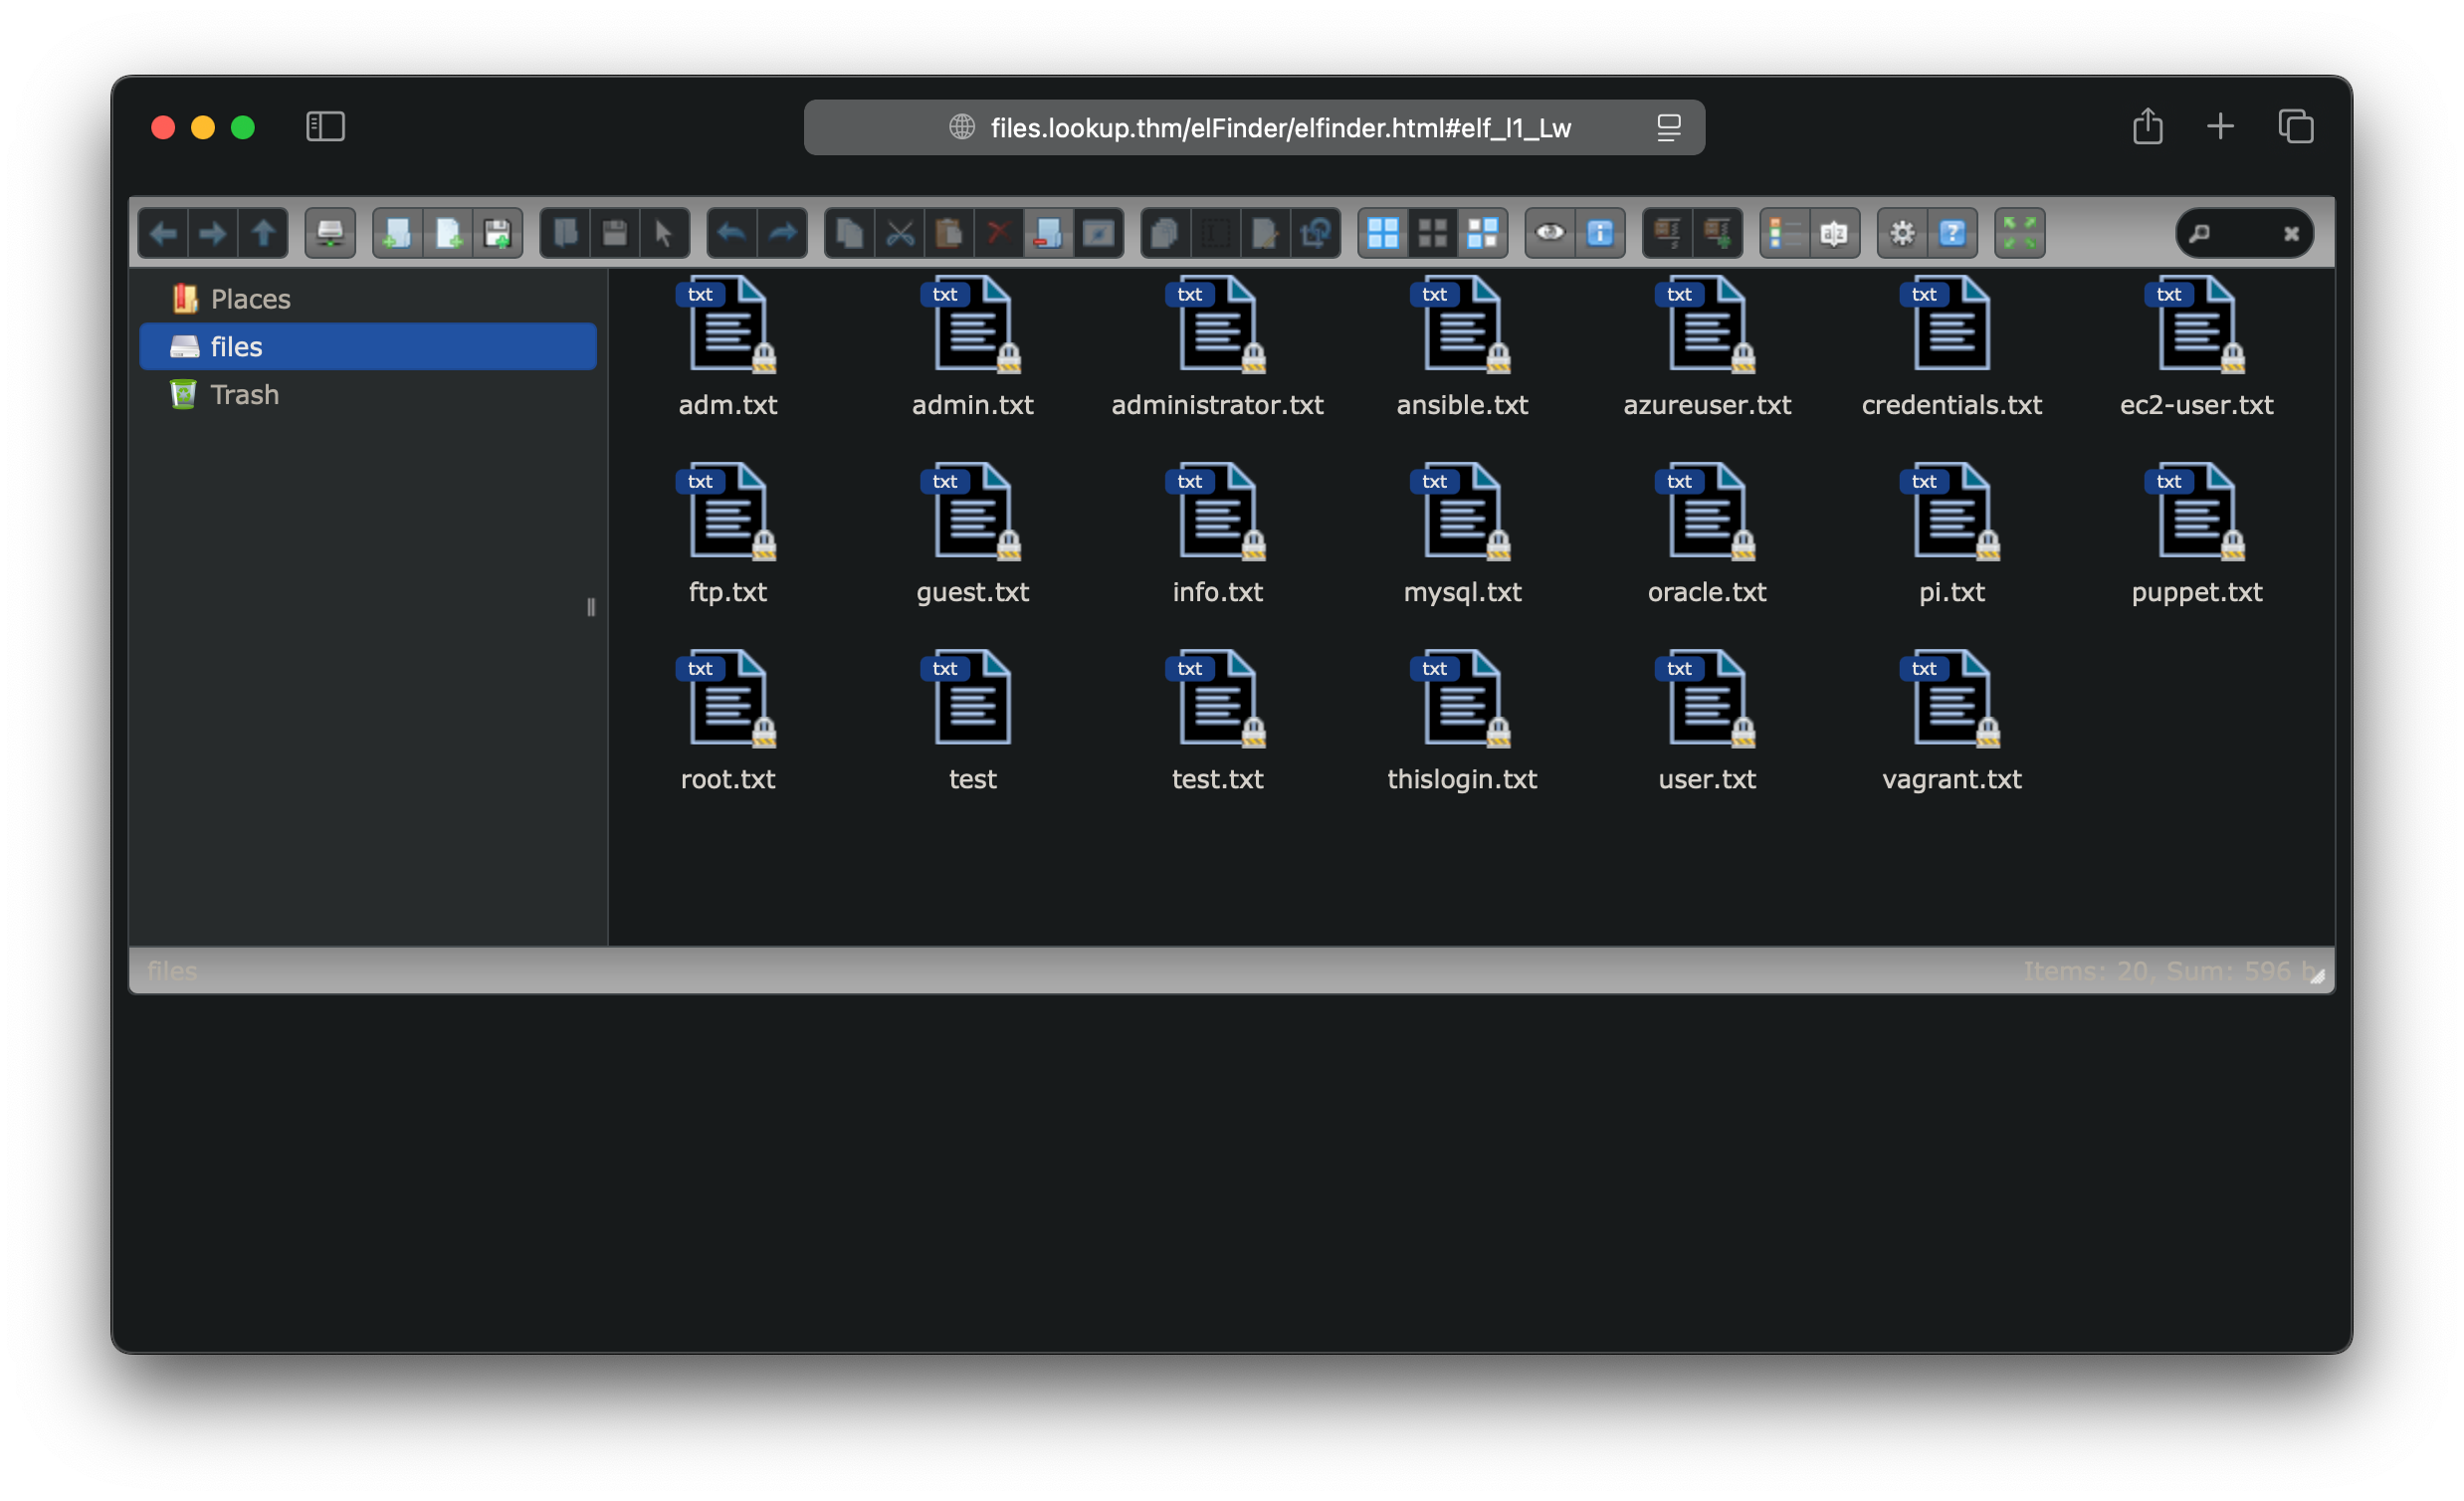 files.lookup.thm/elFinder/elfinder.html#elf_l1_Lw
Places
files
Trash
txt txt txt txt txt txt txt
adm.txt admin.txt administrator.txt ansible.txt azureuser.txt credentials.txt ec2-user.txt
txt txt txt txt txt txt txt
ftp.txt guest.txt info.txt mysql.txt oracle.txt pi.txt puppet.txt
txt txt txt txt txt txt
root.txt test test.txt thislogin.txt user.txt vagrant.txt
files Items: 20, Sum: 596 b